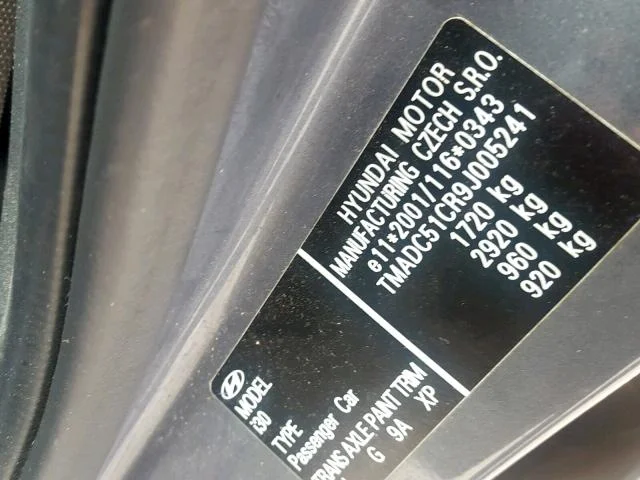 HYUNDAI MOTOR
MANUFACTURING CZECH S.R.O.
e11*2001/116*0343
TMADC51CR9J005241
1720 kg
2920 kg
960 kg
920 kg
MODEL
i30
TYPE
Passenger Car
TRANS AXLE PAINT TRIM
G 9A XP